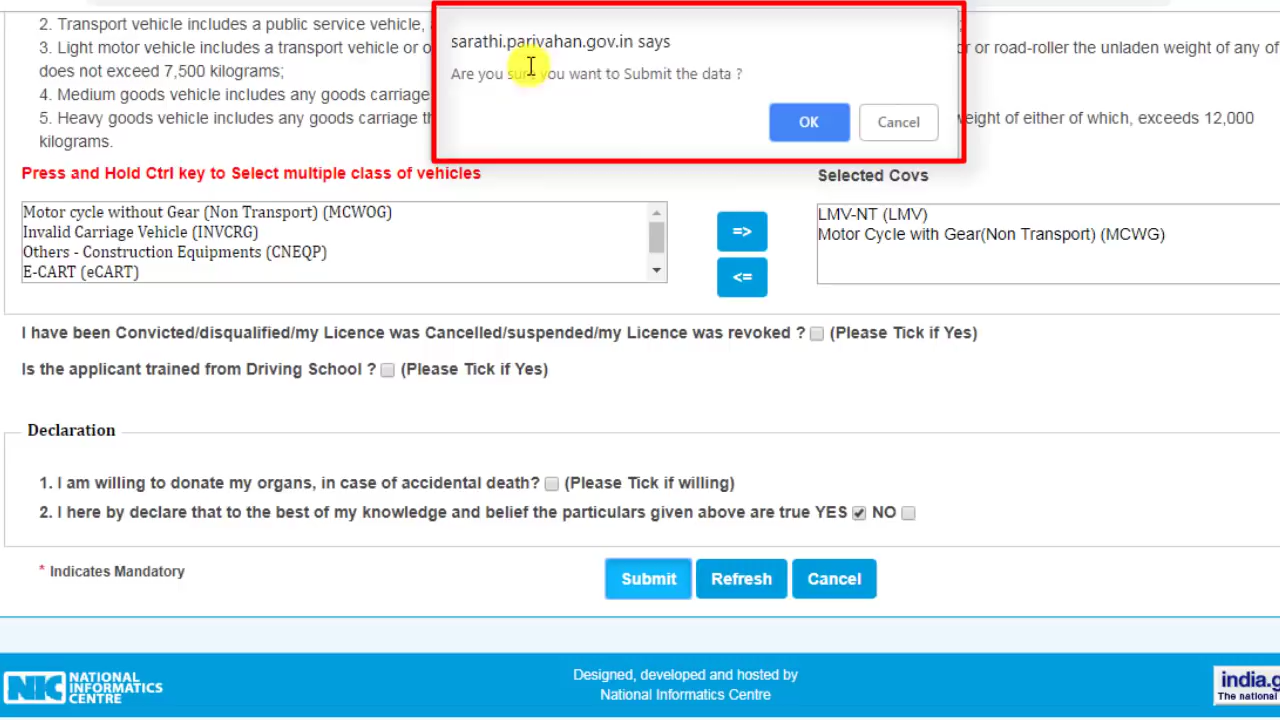 2. Transport vehicle includes a public service vehicle,
sarathi.parivahan.gov.in says
3. Light motor vehicle includes a transport vehicle or or road-roller the unladen weight of any of
Are you sure you want to Submit the data ?
does not exceed 7,500 kilograms;
4. Medium goods vehicle includes any goods carriage
OK Cancel
5. Heavy goods vehicle includes any goods carriage of either of which, exceeds 12,000
kilograms.
Press and Hold Ctrl key to Select multiple class of vehicles
Selected Covs
Motor cycle without Gear (Non Transport) (MCWOG)
Invalid Carriage Vehicle (INVCRG)
Others - Construction Equipments (CNEQP)
E-CART (eCART)
=>
<=
LMV-NT (LMV)
Motor Cycle with Gear(Non Transport) (MCWG)
I have been Convicted/disqualified/my Licence was Cancelled/suspended/my Licence was revoked ? (Please Tick if Yes)
Is the applicant trained from Driving School ? (Please Tick if Yes)
Declaration
1. I am willing to donate my organs, in case of accidental death? (Please Tick if willing)
2. I here by declare that to the best of my knowledge and belief the particulars given above are true YES NO
* Indicates Mandatory
Submit Refresh Cancel
NIC NATIONAL
INFORMATICS
CENTRE
Designed, developed and hosted by
National Informatics Centre
india.g
The national